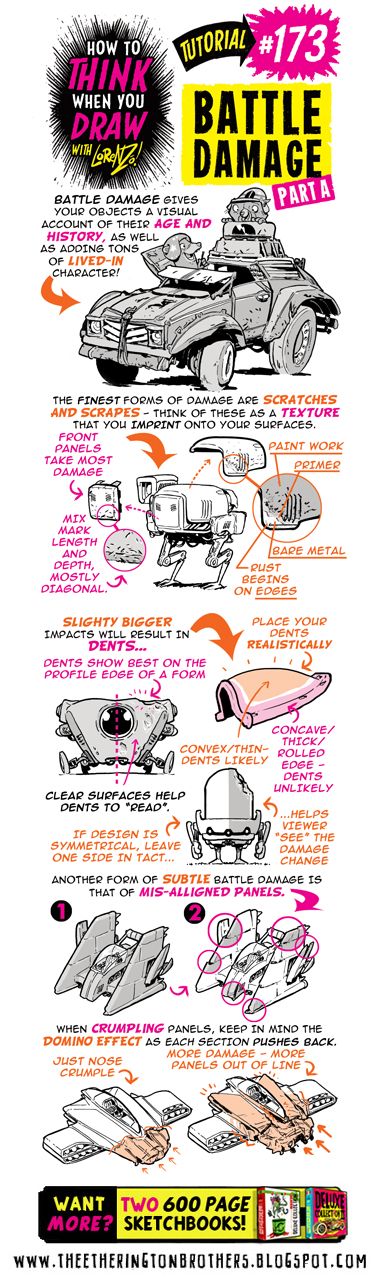 HOW TO
THINK
WHEN YOU
DRAW
WITH LORENZO!
TUTORIAL
#173
BATTLE
DAMAGE
PART A
BATTLE DAMAGE GIVES
YOUR OBJECTS A VISUAL
ACCOUNT OF THEIR AGE AND
HISTORY, AS WELL
AS ADDING TONS
OF LIVED-IN
CHARACTER!
THE FINEST FORMS OF DAMAGE ARE SCRATCHES
AND SCRAPES - THINK OF THESE AS A TEXTURE
THAT YOU IMPRINT ONTO YOUR SURFACES.
FRONT
PANELS
TAKE MOST
DAMAGE
MIX
MARK
LENGTH
AND
DEPTH,
MOSTLY
DIAGONAL.
PAINT WORK
PRIMER
BARE METAL
RUST
BEGINS
ON EDGES
SLIGHTY BIGGER
IMPACTS WILL RESULT IN
DENTS...
DENTS SHOW BEST ON THE
PROFILE EDGE OF A FORM
PLACE YOUR
DENTS
REALISTICALLY
CONVEX/THIN-
DENTS LIKELY
CONCAVE/
THICK/
ROLLED
EDGE -
DENTS
UNLIKELY
CLEAR SURFACES HELP
DENTS TO "READ".
IF DESIGN IS
SYMMETRICAL, LEAVE
ONE SIDE IN TACT...
...HELPS
VIEWER
"SEE" THE
DAMAGE
CHANGE
ANOTHER FORM OF SUBTLE BATTLE DAMAGE IS
THAT OF MIS-ALLIGNED PANELS.
1
2
WHEN CRUMPLING PANELS, KEEP IN MIND THE
DOMINO EFFECT AS EACH SECTION PUSHES BACK.
JUST NOSE
CRUMPLE
MORE DAMAGE - MORE
PANELS OUT OF LINE
WANT
MORE?
TWO 600 PAGE
SKETCHBOOKS!
DELUXE
COLLECTION
WWW.THEETHERINGTONBROTHERS.BLOGSPOT.COM